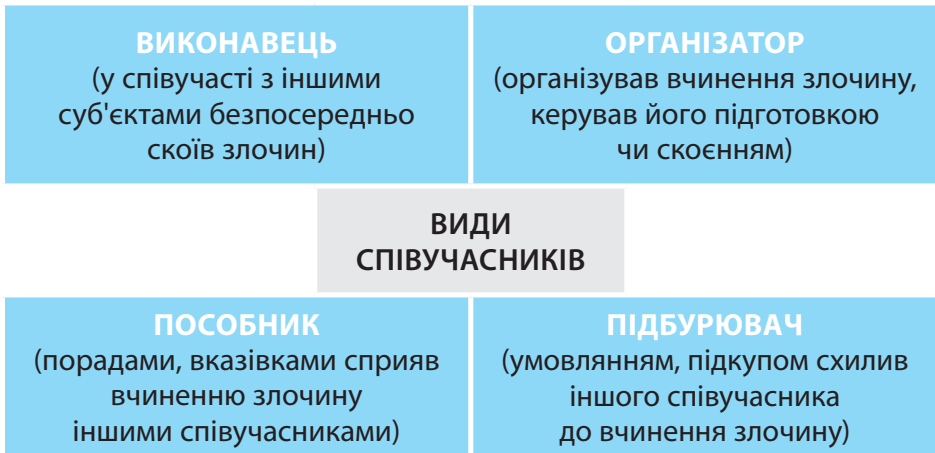 ВИКОНАВЕЦЬ
(у співучасті з іншими
суб'єктами безпосередньо
скоїв злочин)
ОРГАНІЗАТОР
(організував вчинення злочину,
керував його підготовкою
чи скоєнням)
ВИДИ
СПІВУЧАСНИКІВ
ПОСОБНИК
(порадами, вказівками сприяв
вчиненню злочину
іншими співучасниками)
ПІДБУРЮВАЧ
(умовлянням, підкупом схилив
іншого співучасника
до вчинення злочину)